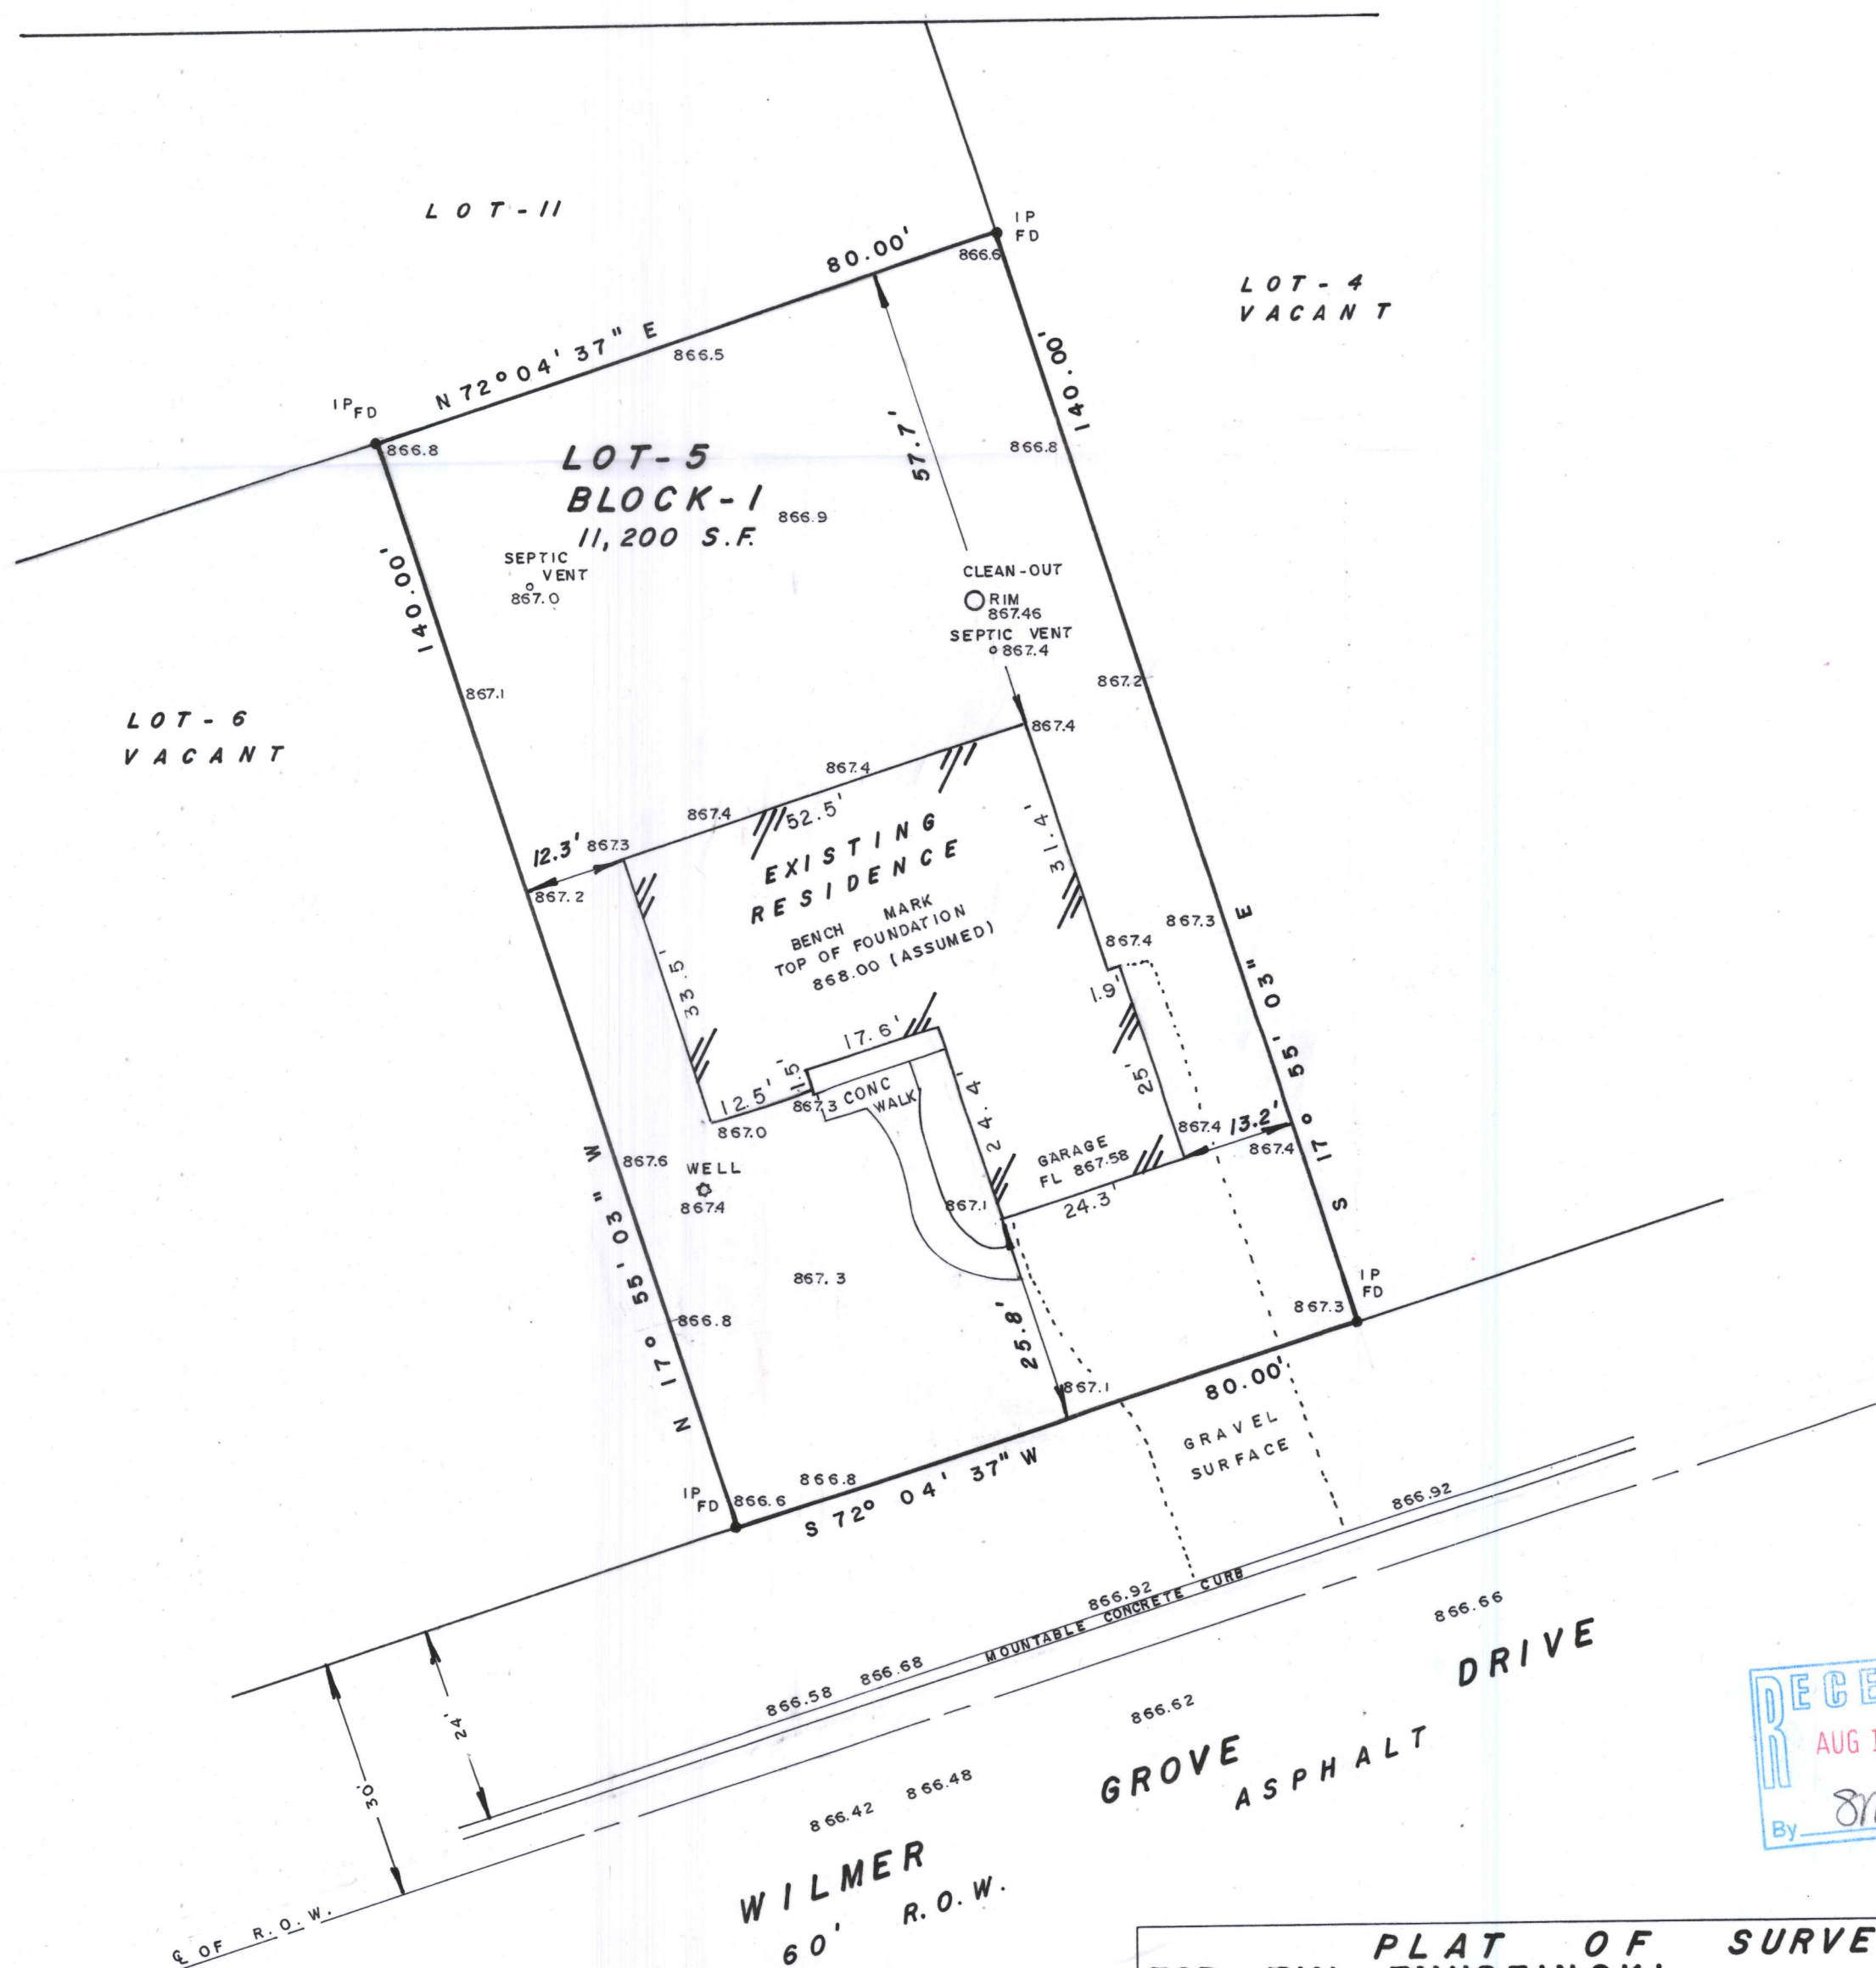 LOT-11
IP
FD
80.00'
866.6
LOT-4
VACANT
N 72° 04' 37" E
866.5
140.00'
IP FD
866.8
57.7'
866.8
LOT-5
BLOCK-1
11,200 S.F.
866.9
SEPTIC
VENT
867.0
140.00'
CLEAN-OUT
RIM
867.46
SEPTIC VENT
867.4
867.2
867.1
LOT-6
VACANT
867.4
867.4
867.4
52.5'
12.3'
867.3
867.2
EXISTING
RESIDENCE
31.4'
BENCH MARK
TOP OF FOUNDATION
868.00 (ASSUMED)
33.5'
867.3
867.4
1.9'
S 17° 55' 03" E
17.6'
1.5'
12.5'
CONC
WALK
867.3
867.0
24.4'
25'
GARAGE
FL 867.58
867.4
13.2'
867.4
24.3'
867.6
WELL
867.4
867.1
N 17° 55' 03" W
867.3
866.8
25.8'
IP
FD
867.3
867.1
80.00'
GRAVEL
SURFACE
866.8
IP
FD
866.6
S 72° 04' 37" W
866.92
866.92
MOUNTABLE CONCRETE CURB
866.68
866.58
866.66
866.62
866.48
866.42
24'
30'
WILMER GROVE DRIVE
ASPHALT
60' R.O.W.
℄ OF R.O.W.
RECE
AUG 1
By
PLAT OF SURVE